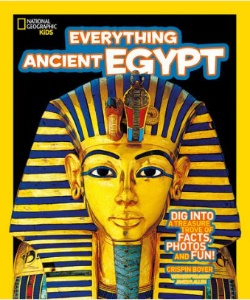 NATIONAL GEOGRAPHIC
KiDS
EVERYTHING
ANCIENT EGYPT
DIG INTO
A TREASURE
TROVE OF
FACTS,
PHOTOS,
AND FUN!
CRISPIN BOYER